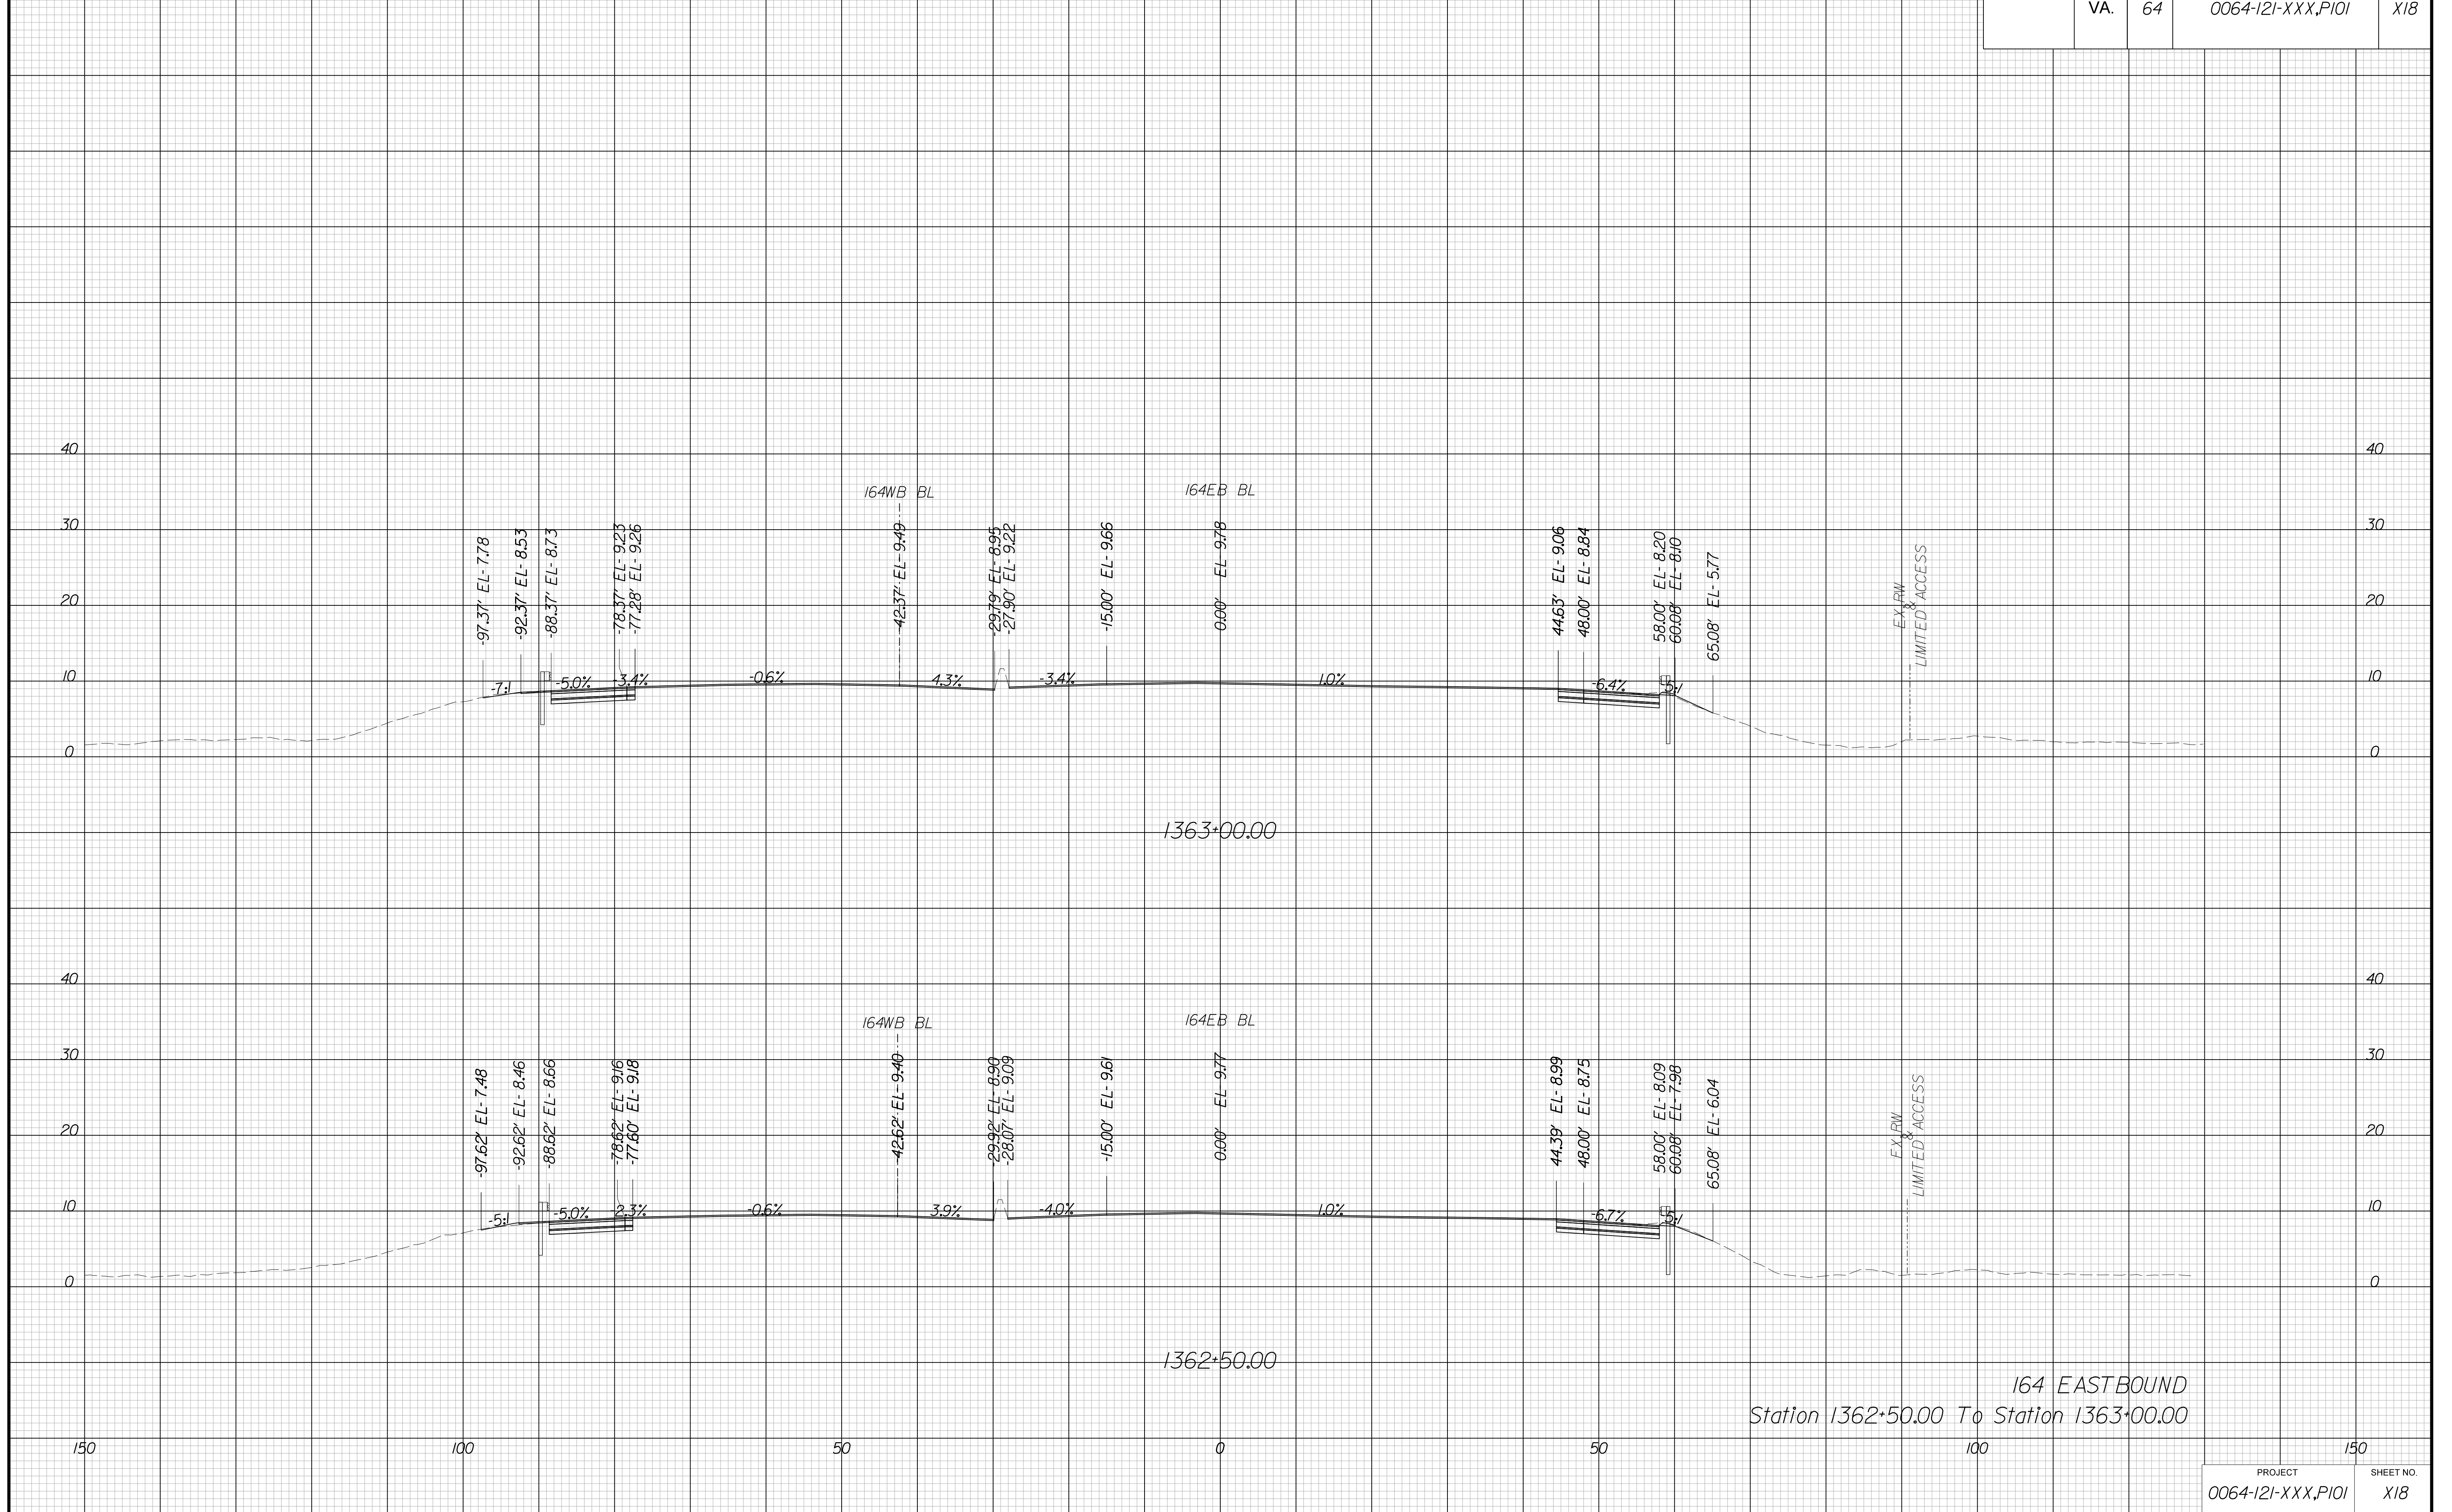 VA. 64 0064-121-XXX,P101 X18
40 40
I64WB BL I64EB BL
30 30
-97.37' EL- 7.78
-92.37' EL- 8.53
-88.37' EL- 8.73
-78.37' EL- 9.23
-77.28' EL- 9.26
-42.37' EL- 9.49
-29.79' EL- 8.95
-27.90' EL- 9.22
-15.00' EL- 9.66
0.00' EL- 9.78
44.63' EL- 9.06
48.00' EL- 8.84
58.00' EL- 8.20
60.08' EL- 8.10
65.08' EL- 5.77
EX. RW
&
LIMITED ACCESS
20 20
10 -7:1 -5.0% -3.4% -0.6% 4.3% -3.4% 1.0% -6.4% -5:1 10
0 0
1363+00.00
40 40
I64WB BL I64EB BL
30 30
-97.62' EL- 7.48
-92.62' EL- 8.46
-88.62' EL- 8.66
-78.62' EL- 9.16
-77.60' EL- 9.18
-42.62' EL- 9.40
-29.92' EL- 8.90
-28.07' EL- 9.09
-15.00' EL- 9.61
0.00' EL- 9.77
44.39' EL- 8.99
48.00' EL- 8.75
58.00' EL- 8.09
60.08' EL- 7.98
65.08' EL- 6.04
EX. RW
&
LIMITED ACCESS
20 20
10 -5:1 -5.0% -2.3% -0.6% 3.9% -4.0% 1.0% -6.7% -5:1 10
0 0
1362+50.00
I64 EASTBOUND
Station 1362+50.00 To Station 1363+00.00
150 100 50 0 50 100 150
PROJECT SHEET NO.
0064-121-XXX,P101 X18